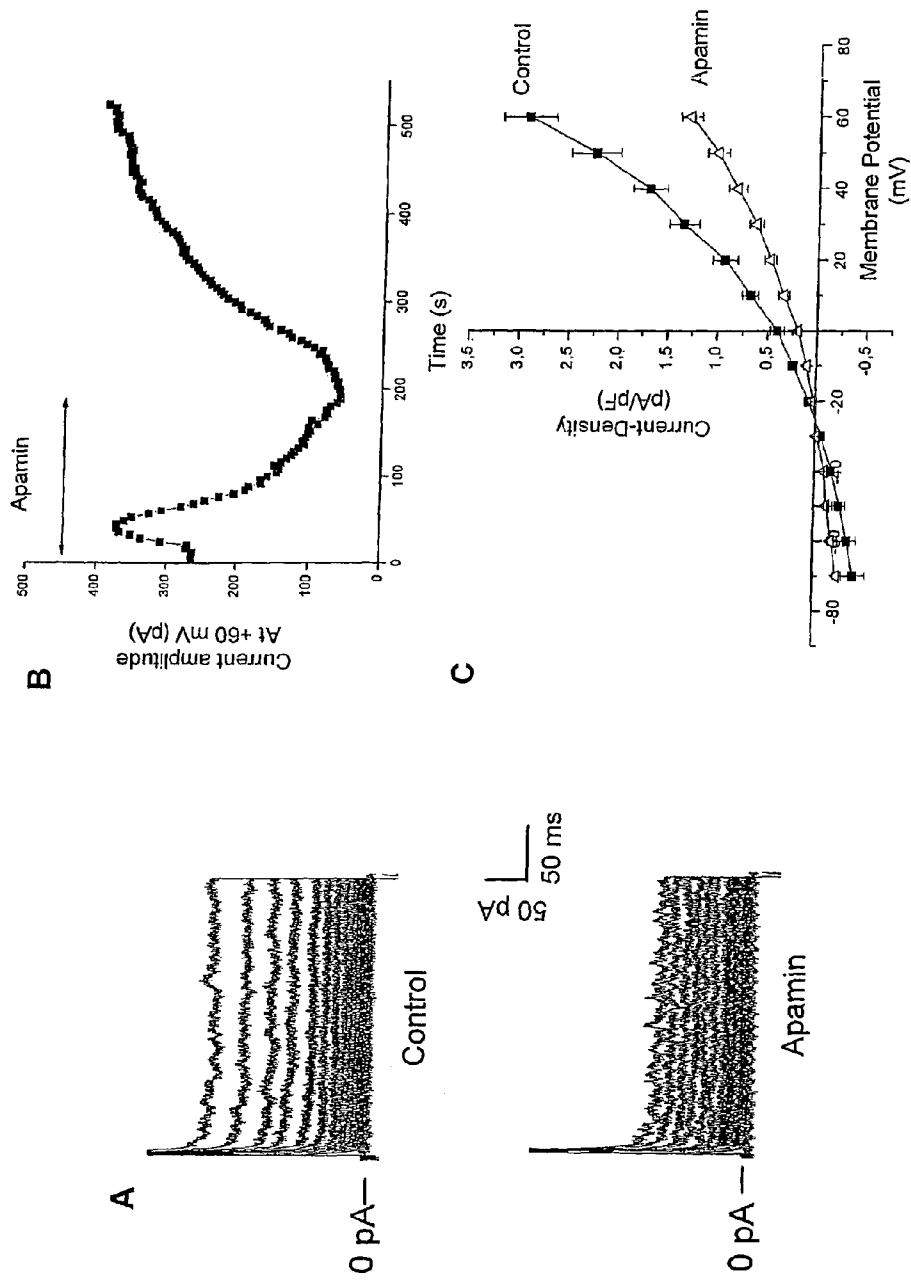 A
0 pA
Control
50 pA
50 ms
0 pA
Apamin
B
Apamin
Current amplitude
At +60 mV (pA)
500
400
300
200
100
0
0
100
200
300
400
500
Time (s)
C
Control
Apamin
Current-Density
(pA/pF)
3,5
3,0
2,5
2,0
1,5
1,0
0,5
-0,5
-80
-20
20
40
60
80
Membrane Potential
(mV)